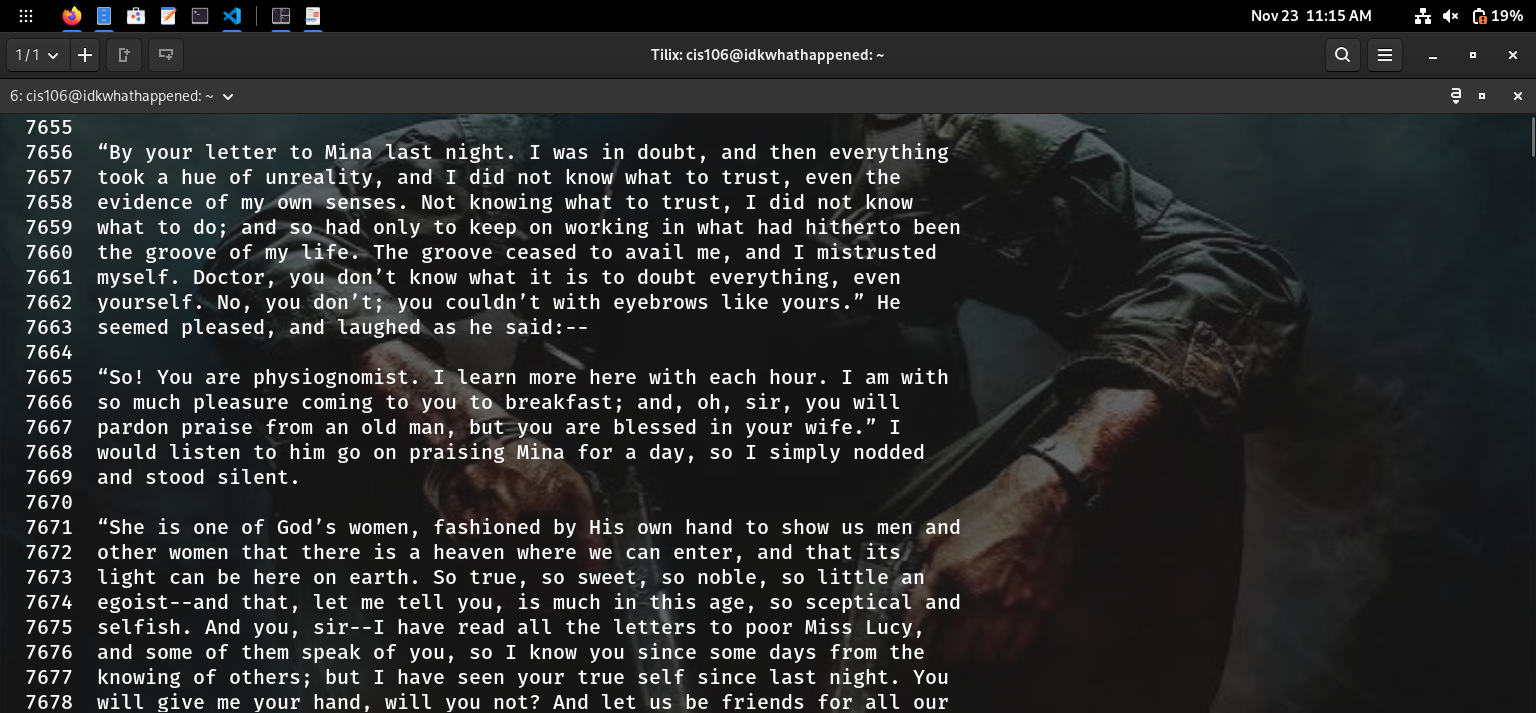 Nov 23 11:15 AM
19%
1 / 1
Tilix: cis106@idkwhathappened: ~
6: cis106@idkwhathappened: ~
7655
7656 “By your letter to Mina last night. I was in doubt, and then everything
7657 took a hue of unreality, and I did not know what to trust, even the
7658 evidence of my own senses. Not knowing what to trust, I did not know
7659 what to do; and so had only to keep on working in what had hitherto been
7660 the groove of my life. The groove ceased to avail me, and I mistrusted
7661 myself. Doctor, you don’t know what it is to doubt everything, even
7662 yourself. No, you don’t; you couldn’t with eyebrows like yours.” He
7663 seemed pleased, and laughed as he said:--
7664
7665 “So! You are physiognomist. I learn more here with each hour. I am with
7666 so much pleasure coming to you to breakfast; and, oh, sir, you will
7667 pardon praise from an old man, but you are blessed in your wife.” I
7668 would listen to him go on praising Mina for a day, so I simply nodded
7669 and stood silent.
7670
7671 “She is one of God’s women, fashioned by His own hand to show us men and
7672 other women that there is a heaven where we can enter, and that its
7673 light can be here on earth. So true, so sweet, so noble, so little an
7674 egoist--and that, let me tell you, is much in this age, so sceptical and
7675 selfish. And you, sir--I have read all the letters to poor Miss Lucy,
7676 and some of them speak of you, so I know you since some days from the
7677 knowing of others; but I have seen your true self since last night. You
7678 will give me your hand, will you not? And let us be friends for all our